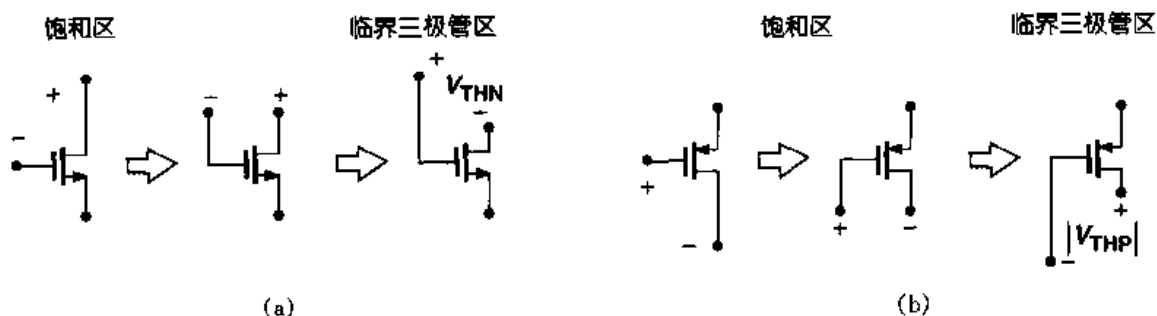 饱和区 临界三极管区 饱和区 临界三极管区
+ V_THN -
+ - - +
- + + - + |V_THP| -
-
(a) (b)